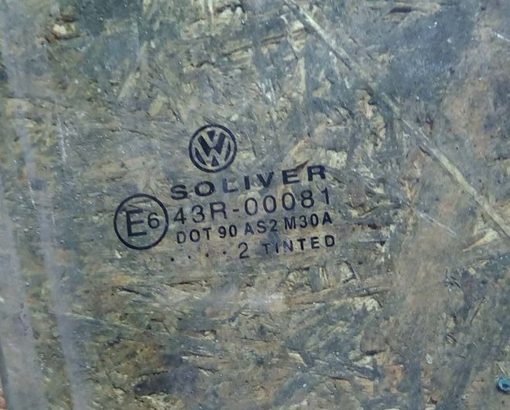 SOLIVER
E6 43R-00081
DOT 90 AS2 M30A
. . . . 2 TINTED